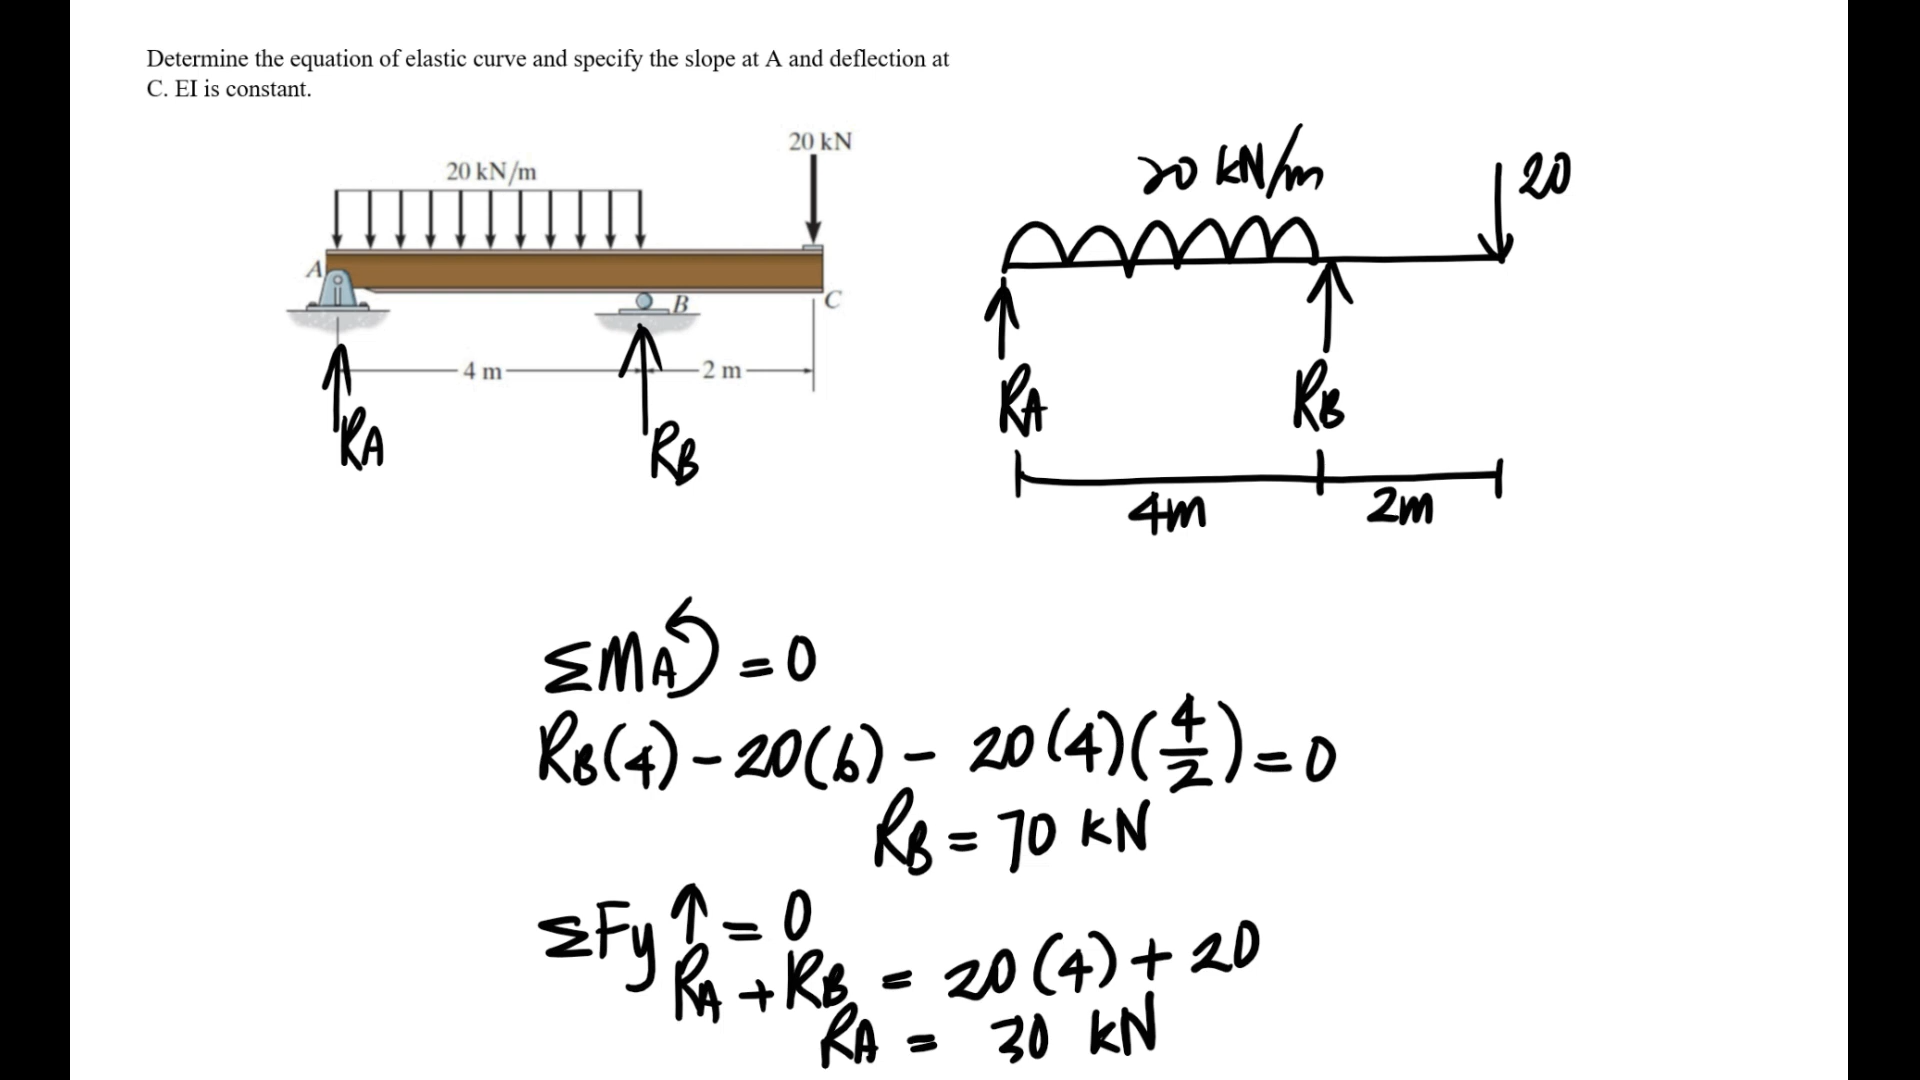 Determine the equation of elastic curve and specify the slope at A and deflection at
C. EI is constant.
20 kN
20 kN/m
A
B
C
4 m
2 m
RA
RB
20 kN/m
20
RA
RB
4m
2m
ΣMA = 0
RB(4) - 20(6) - 20(4)(4/2) = 0
RB = 70 kN
ΣFy ↑ = 0
RA + RB = 20(4) + 20
RA = 30 kN